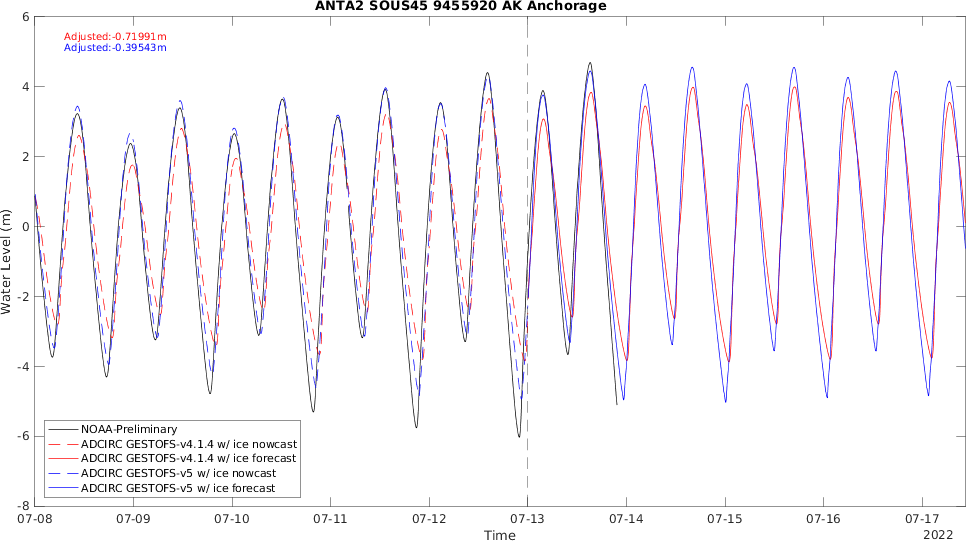 ANTA2 SOUS45 9455920 AK Anchorage
6
Adjusted:-0.71991m
Adjusted:-0.39543m
4
2
0
Water Level (m)
-2
-4
-6
-8
NOAA-Preliminary
ADCIRC GESTOFS-v4.1.4 w/ ice nowcast
ADCIRC GESTOFS-v4.1.4 w/ ice forecast
ADCIRC GESTOFS-v5 w/ ice nowcast
ADCIRC GESTOFS-v5 w/ ice forecast
07-08 07-09 07-10 07-11 07-12 07-13 07-14 07-15 07-16 07-17
Time
2022